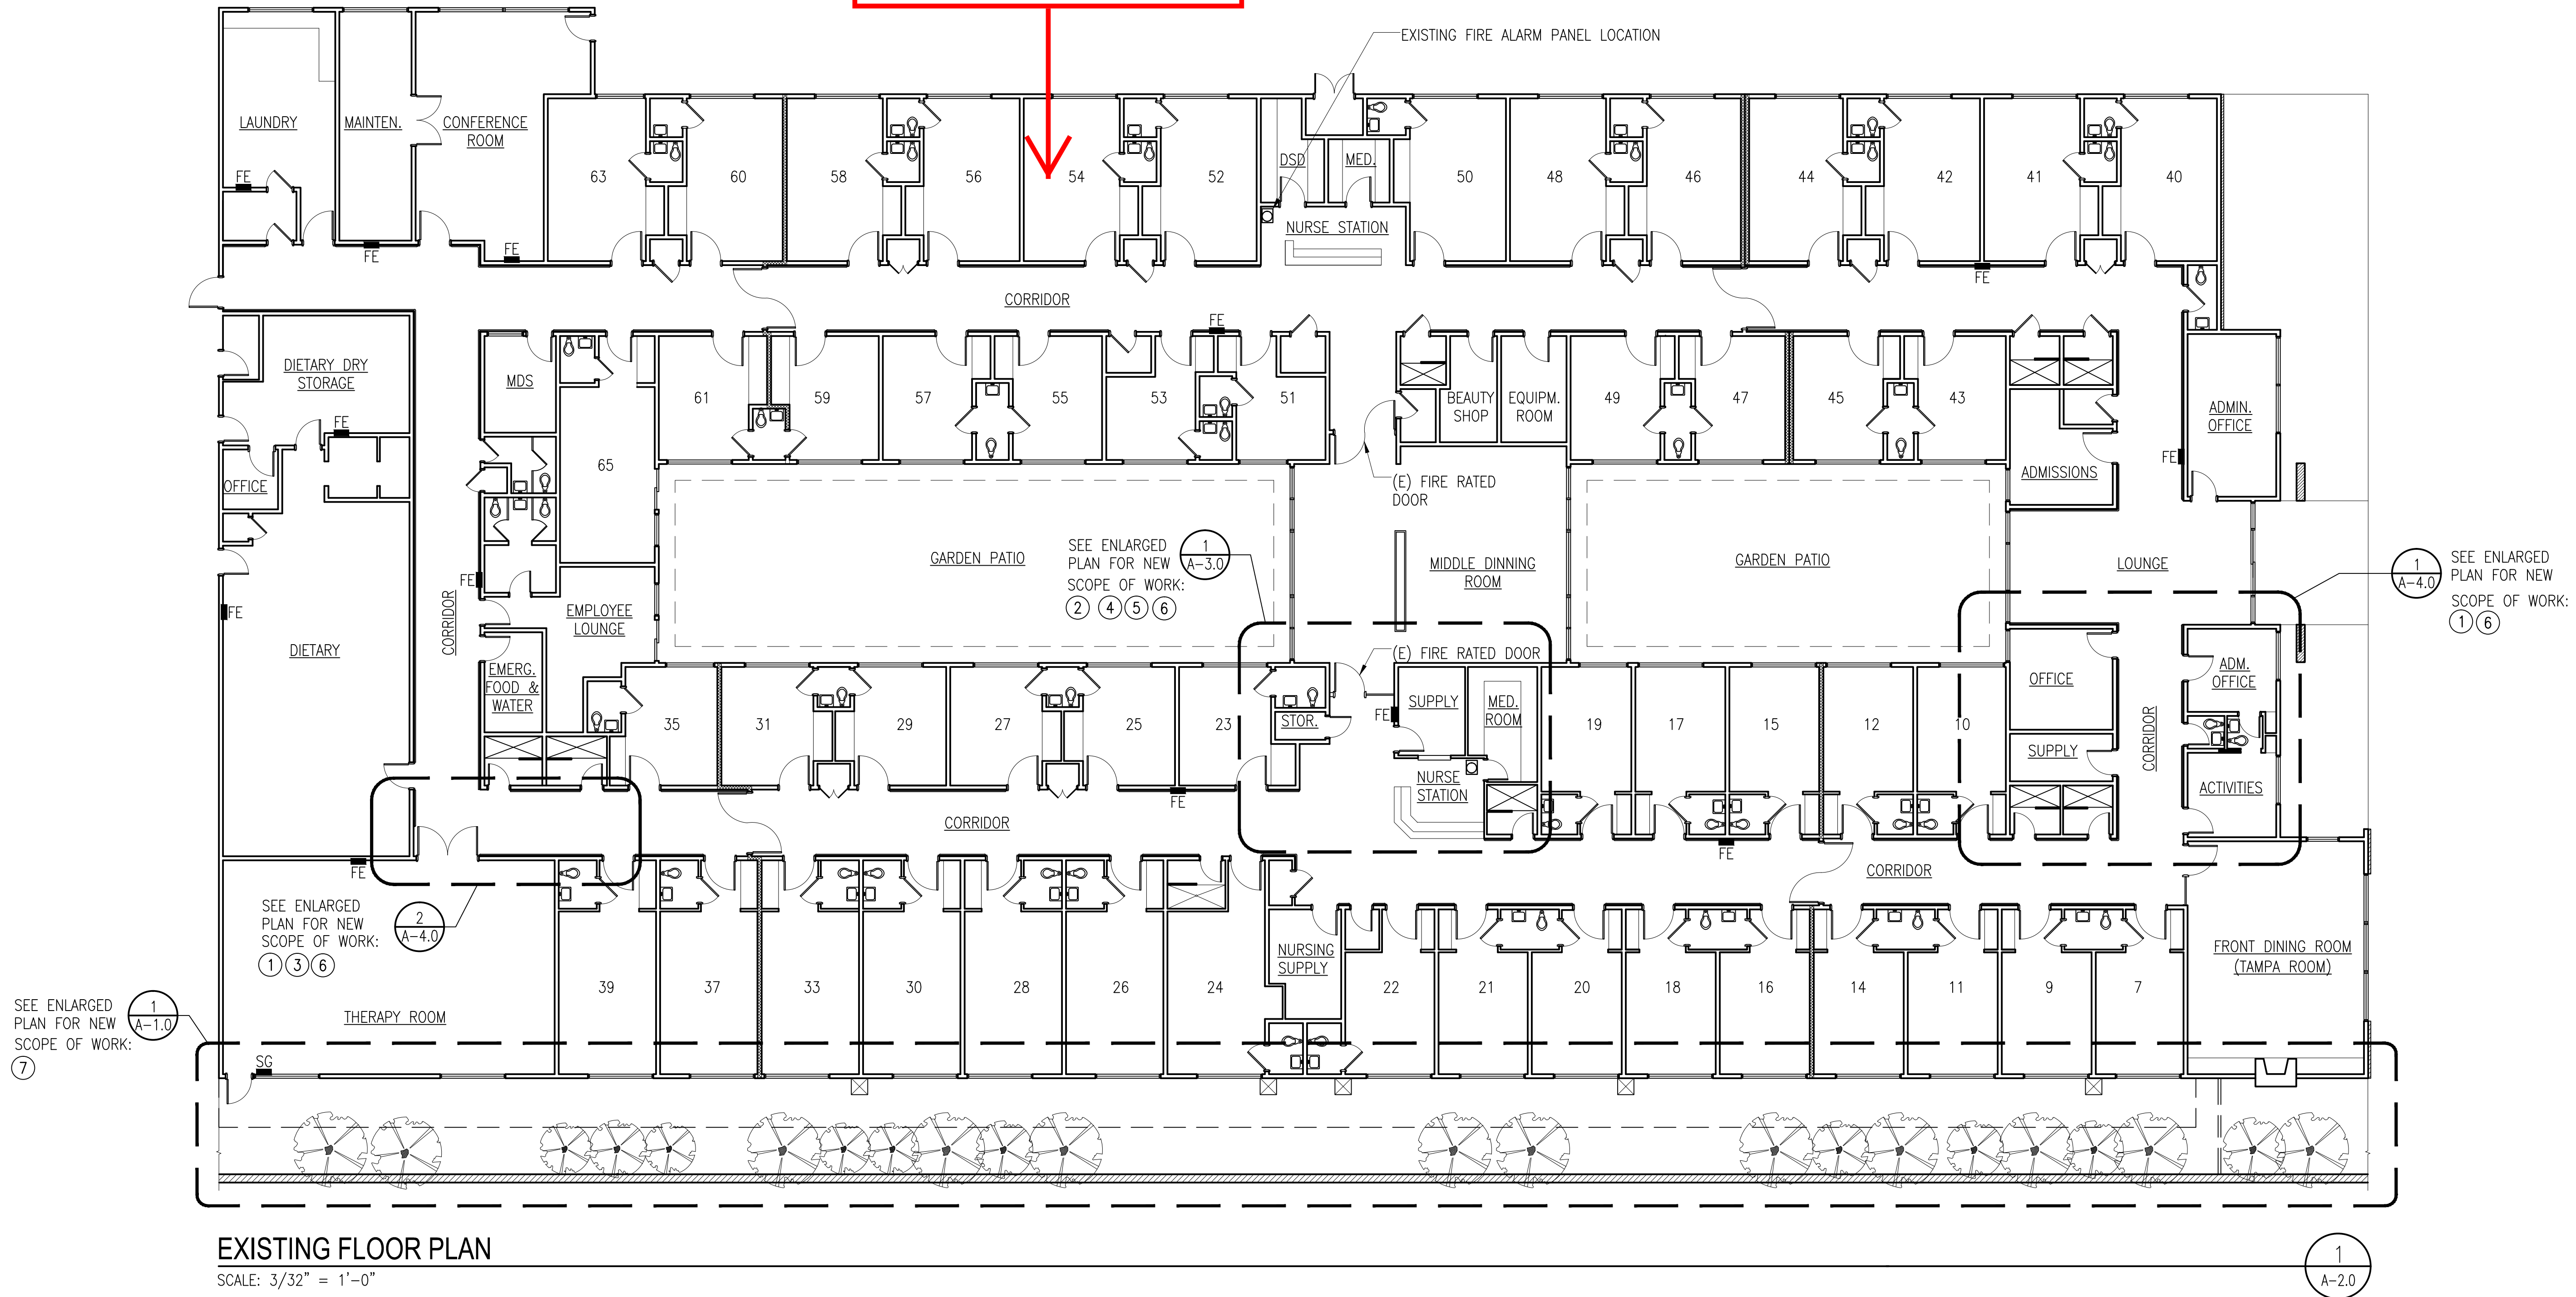 EXISTING FIRE ALARM PANEL LOCATION
LAUNDRY
MAINTEN.
CONFERENCE
ROOM
FE
FE
FE
63
60
58
56
54
52
DSD
MED.
NURSE STATION
50
48
46
44
42
41
40
FE
CORRIDOR
FE
DIETARY DRY
STORAGE
FE
OFFICE
MDS
65
61
59
57
55
53
51
BEAUTY
SHOP
EQUIPM.
ROOM
49
47
45
43
ADMISSIONS
ADMIN.
OFFICE
FE
(E) FIRE RATED
DOOR
GARDEN PATIO
SEE ENLARGED
PLAN FOR NEW
SCOPE OF WORK:
2 4 5 6
1
A-3.0
MIDDLE DINNING
ROOM
GARDEN PATIO
LOUNGE
1
A-4.0
SEE ENLARGED
PLAN FOR NEW
SCOPE OF WORK:
1 6
FE
FE
CORRIDOR
DIETARY
EMPLOYEE
LOUNGE
EMERG.
FOOD &
WATER
(E) FIRE RATED DOOR
35
31
29
27
25
23
STOR.
FE
SUPPLY
MED.
ROOM
NURSE
STATION
19
17
15
12
10
OFFICE
SUPPLY
CORRIDOR
ADM.
OFFICE
ACTIVITIES
FE
CORRIDOR
FE
FE
CORRIDOR
SEE ENLARGED
PLAN FOR NEW
SCOPE OF WORK:
1 3 6
2
A-4.0
THERAPY ROOM
39
37
33
30
28
26
24
NURSING
SUPPLY
22
21
20
18
16
14
11
9
7
FRONT DINING ROOM
(TAMPA ROOM)
SEE ENLARGED
PLAN FOR NEW
SCOPE OF WORK:
7
1
A-1.0
SG
EXISTING FLOOR PLAN
SCALE: 3/32" = 1'-0"
1
A-2.0